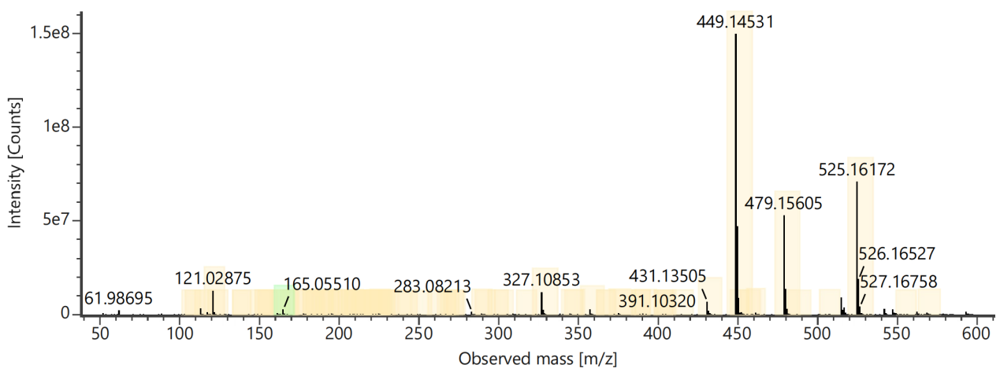 Intensity [Counts]
1.5e8
1e8
5e7
0
449.14531
525.16172
479.15605
526.16527
527.16758
431.13505
391.10320
327.10853
283.08213
165.05510
121.02875
61.98695
50 100 150 200 250 300 350 400 450 500 550 600
Observed mass [m/z]